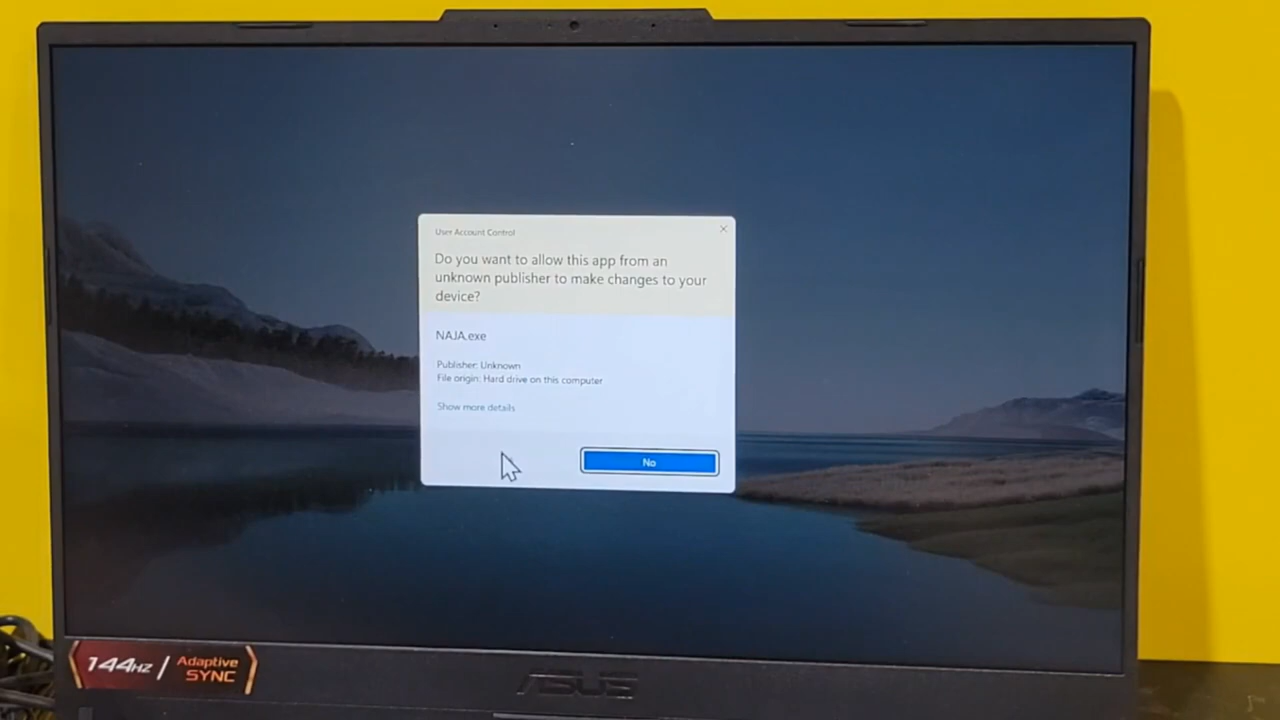 User Account Control
Do you want to allow this app from an
unknown publisher to make changes to your
device?
NAJA.exe
Publisher: Unknown
File origin: Hard drive on this computer
Show more details
No
144HZ / Adaptive
SYNC
ASUS